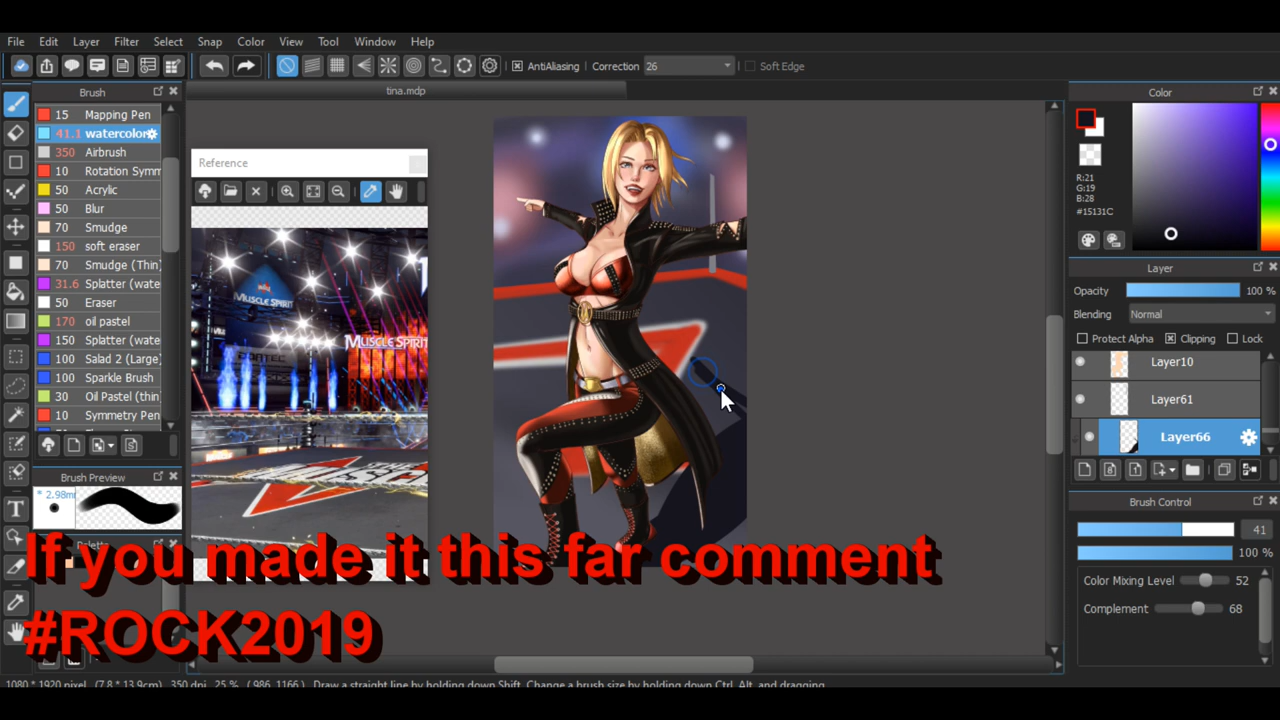 File Edit Layer Filter Select Snap Color View Tool Window Help
AntiAliasing Correction 26 Soft Edge
Brush
tina.mdp
Color
15 Mapping Pen
41.1 watercolor
350 Airbrush
10 Rotation Symm
50 Acrylic
50 Blur
70 Smudge
150 soft eraser
70 Smudge (Thin)
31.6 Splatter (wate
50 Eraser
170 oil pastel
150 Splatter (wate
100 Salad 2 (Large)
100 Sparkle Brush
30 Oil Pastel (thin
10 Symmetry Pen
Reference
MUSCLE SPIRIT
MUSCLE SPIRIT
R:21
G:19
B:28
#15131C
Layer
Opacity 100 %
Blending Normal
Protect Alpha Clipping Lock
Layer10
Layer61
Layer66
Brush Preview
* 2.98m
Brush Control
41
100 %
Color Mixing Level 52
Complement 68
If you made it this far comment
#ROCK2019
1080 * 1920 pixel (7.8 * 13.9cm) 350 dpi 25 % ( 986, 1166 ) Draw a straight line by holding down Shift, Change a brush size by holding down Ctrl, Alt, and dragging